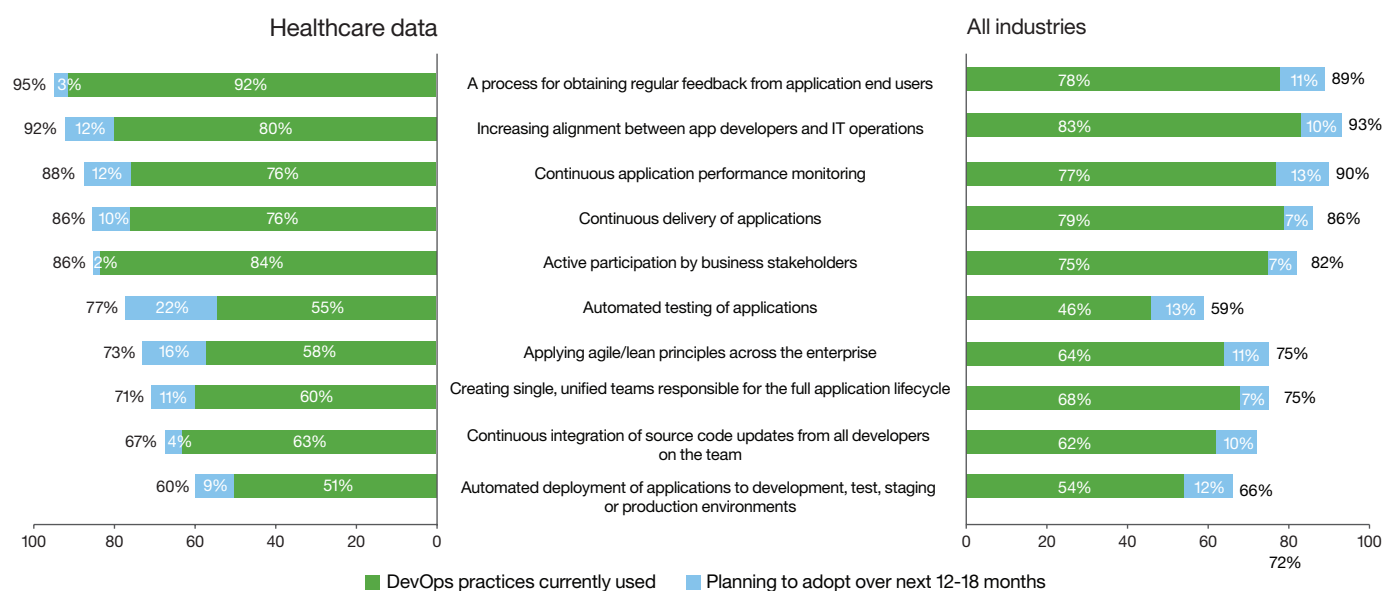 Healthcare data
All industries
95% 3% 92% A process for obtaining regular feedback from application end users 78% 11% 89%
92% 12% 80% Increasing alignment between app developers and IT operations 83% 10% 93%
88% 12% 76% Continuous application performance monitoring 77% 13% 90%
86% 10% 76% Continuous delivery of applications 79% 7% 86%
86% 2% 84% Active participation by business stakeholders 75% 7% 82%
77% 22% 55% Automated testing of applications 46% 13% 59%
73% 16% 58% Applying agile/lean principles across the enterprise 64% 11% 75%
71% 11% 60% Creating single, unified teams responsible for the full application lifecycle 68% 7% 75%
67% 4% 63% Continuous integration of source code updates from all developers
on the team 62% 10%
60% 9% 51% Automated deployment of applications to development, test, staging
or production environments 54% 12% 66%
100 80 60 40 20 0
0 20 40 60 80 100
72%
DevOps practices currently used
Planning to adopt over next 12-18 months